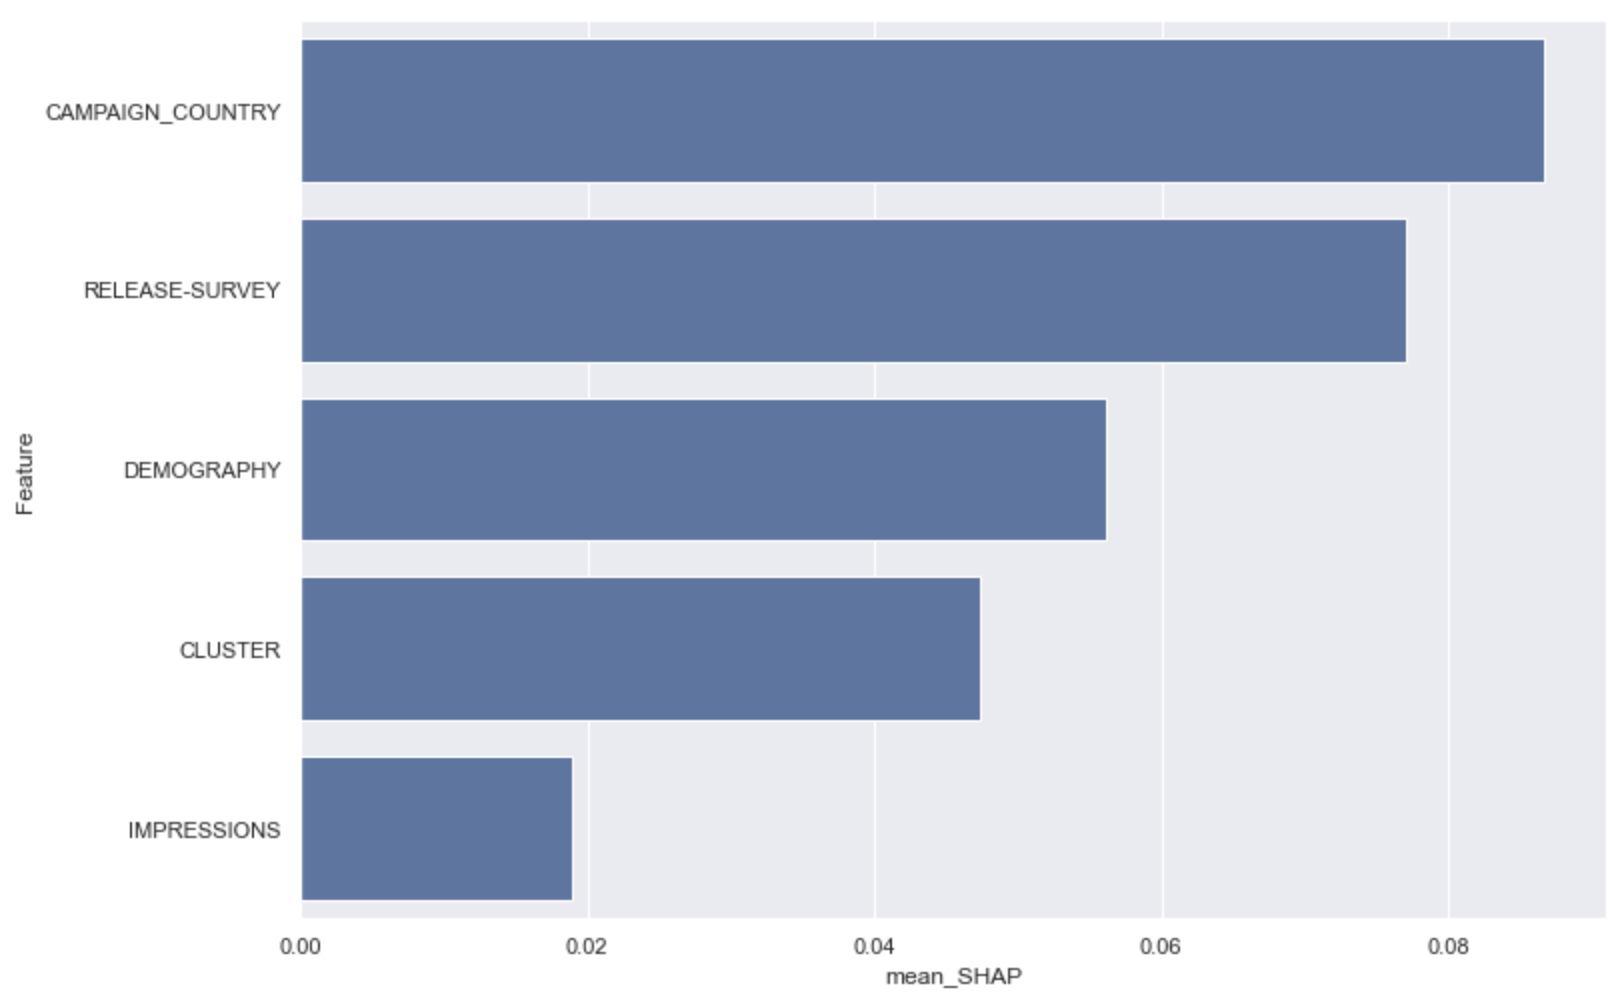 CAMPAIGN_COUNTRY
RELEASE-SURVEY
DEMOGRAPHY
CLUSTER
IMPRESSIONS
Feature
0.00 0.02 0.04 0.06 0.08
mean_SHAP